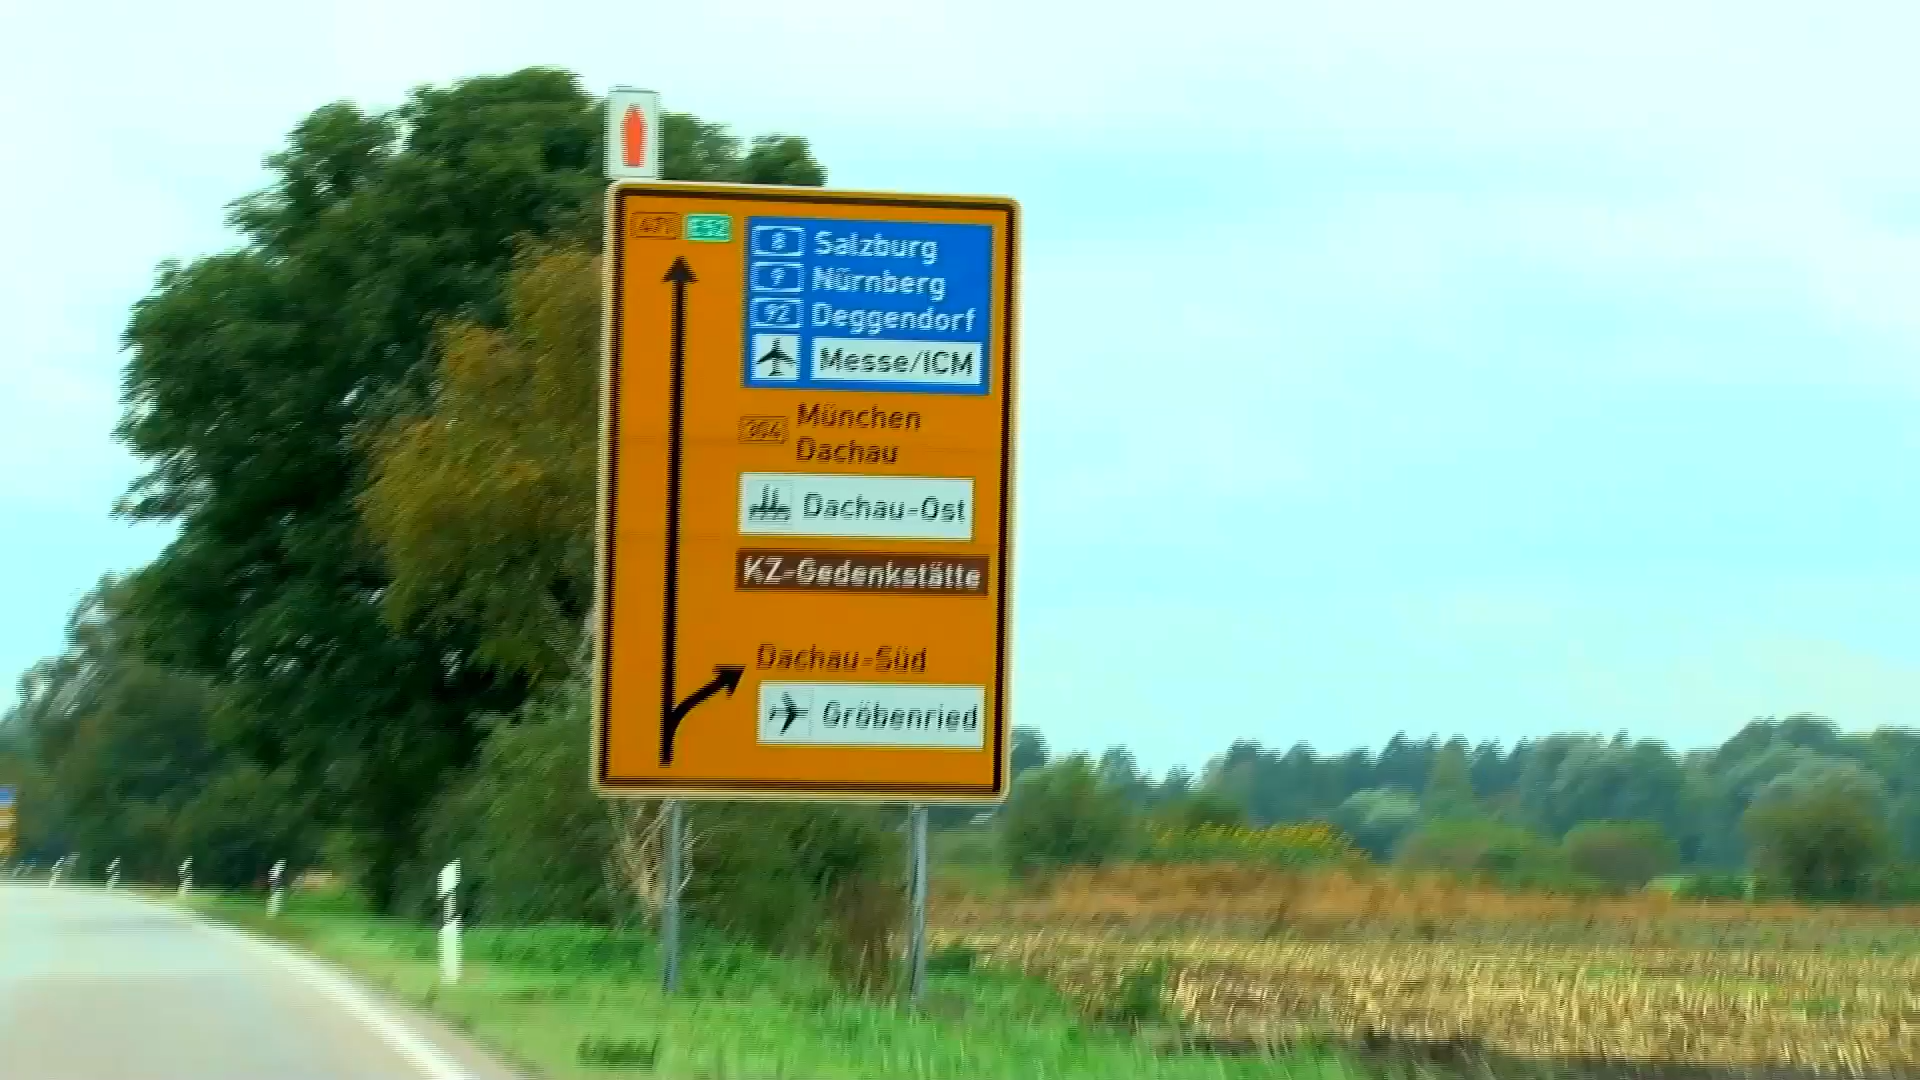 471 E52
8 Salzburg
9 Nürnberg
92 Deggendorf
Messe/ICM
304 München
Dachau
Dachau-Ost
KZ-Gedenkstätte
Dachau-Süd
Gröbenried